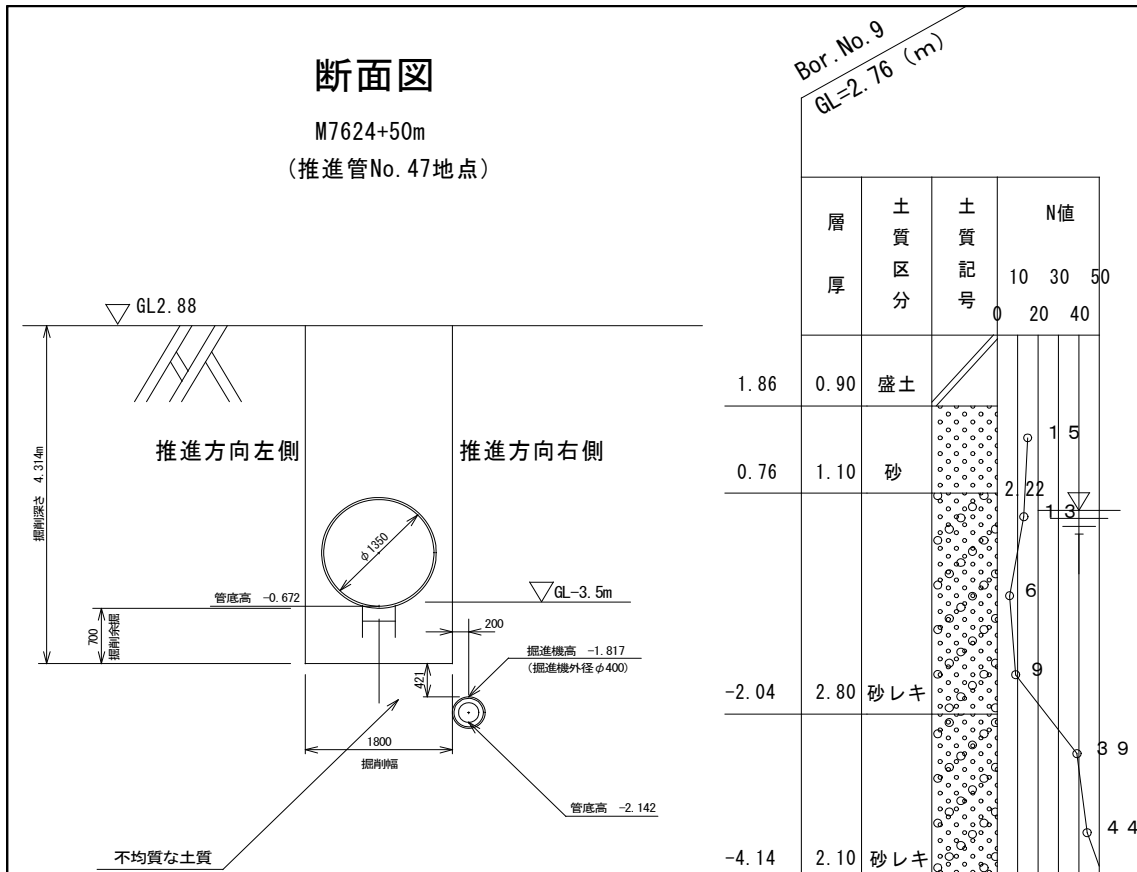 断面図
M7624+50m
(推進管No.47地点)
GL2.88
推進方向左側
推進方向右側
掘削深さ 4.314m
φ1350
管底高 -0.672
GL-3.5m
700
掘削余掘
200
掘進機高 -1.817
(掘進機外径φ400)
421
1800
掘削幅
管底高 -2.142
不均質な土質
Bor.No.9
GL=2.76 (m)
層厚
土質区分
土質記号
N値
10 30 50
0 20 40
1.86 0.90 盛土
15
0.76 1.10 砂
2.22
13
6
9
-2.04 2.80 砂レキ
39
44
-4.14 2.10 砂レキ